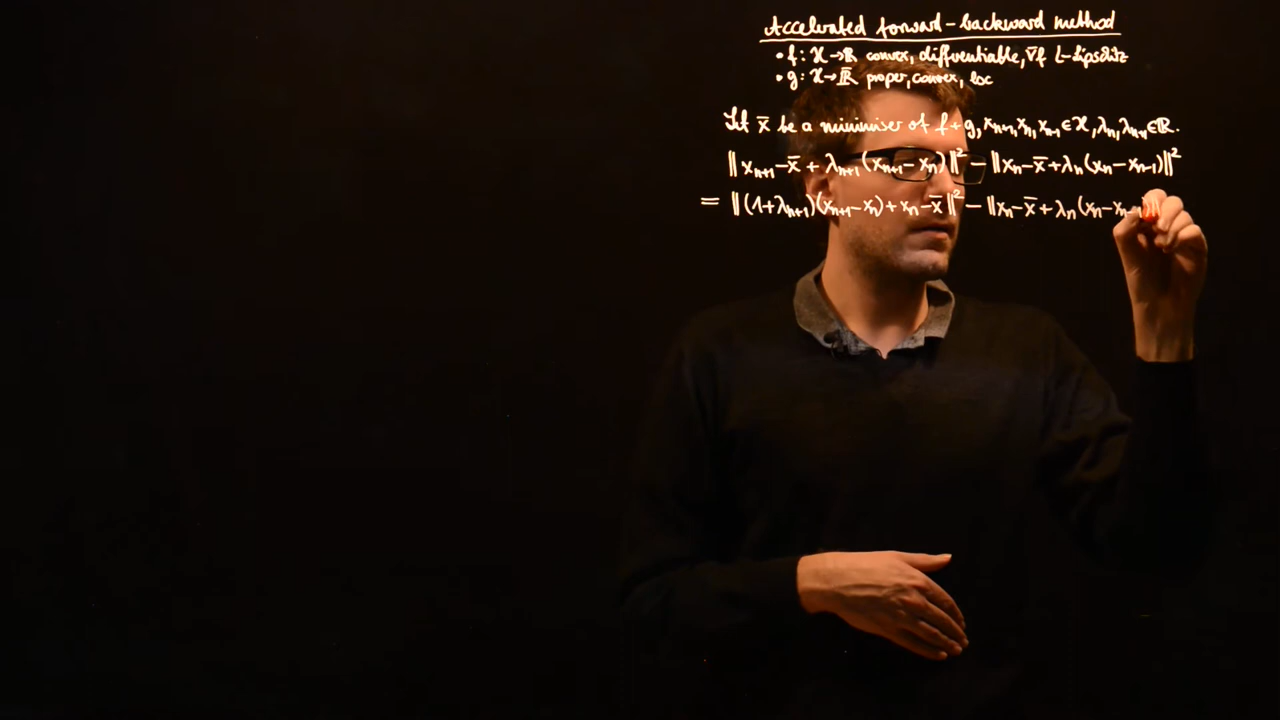 Accelerated forward-backward method
• f: X → ℝ convex, differentiable, ∇f L-Lipschitz
• g: X → ℝ̄ proper, convex, lsc
Let x̄ be a minimiser of f+g, xₙ₊₁, xₙ, xₙ₋₁ ∈ X, λₙ, λₙ₊₁ ∈ ℝ.
‖xₙ₊₁ − x̄ + λₙ₊₁(xₙ₊₁ − xₙ)‖² − ‖xₙ − x̄ + λₙ(xₙ − xₙ₋₁)‖²
= ‖(1+λₙ₊₁)(xₙ₊₁ − xₙ) + xₙ − x̄‖² − ‖xₙ − x̄ + λₙ(xₙ − xₙ₋₁)‖